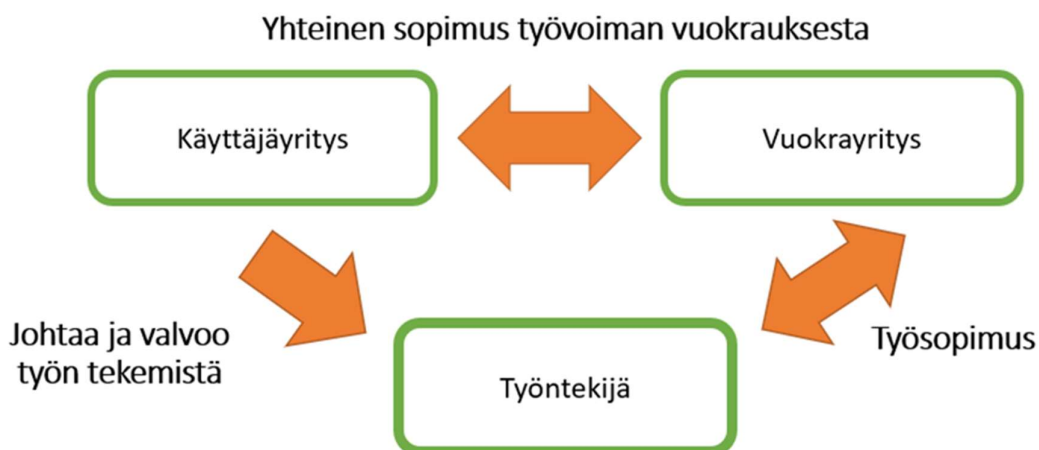 Yhteinen sopimus työvoiman vuokrauksesta
Käyttäjäyritys
Vuokrayritys
Johtaa ja valvoo
työn tekemistä
Työsopimus
Työntekijä